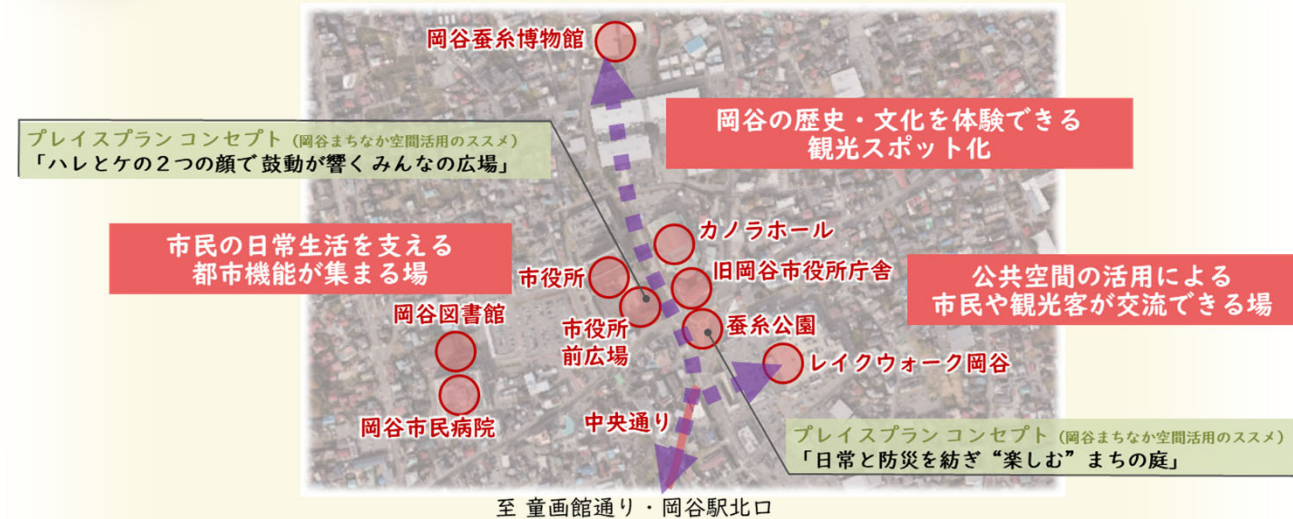 岡谷蚕糸博物館
岡谷の歴史・文化を体験できる
観光スポット化
プレイスプラン コンセプト（岡谷まちなか空間活用のススメ）
「ハレとケの２つの顔で 鼓動が響く みんなの広場」
市民の日常生活を支える
都市機能が集まる場
カノラホール
市役所
旧岡谷市役所庁舎
公共空間の活用による
市民や観光客が交流できる場
岡谷図書館
市役所
前広場
蚕糸公園
レイクウォーク岡谷
岡谷市民病院
中央通り
プレイスプラン コンセプト（岡谷まちなか空間活用のススメ）
「日常と防災を紡ぎ “楽しむ” まちの庭」
至 童画館通り・岡谷駅北口